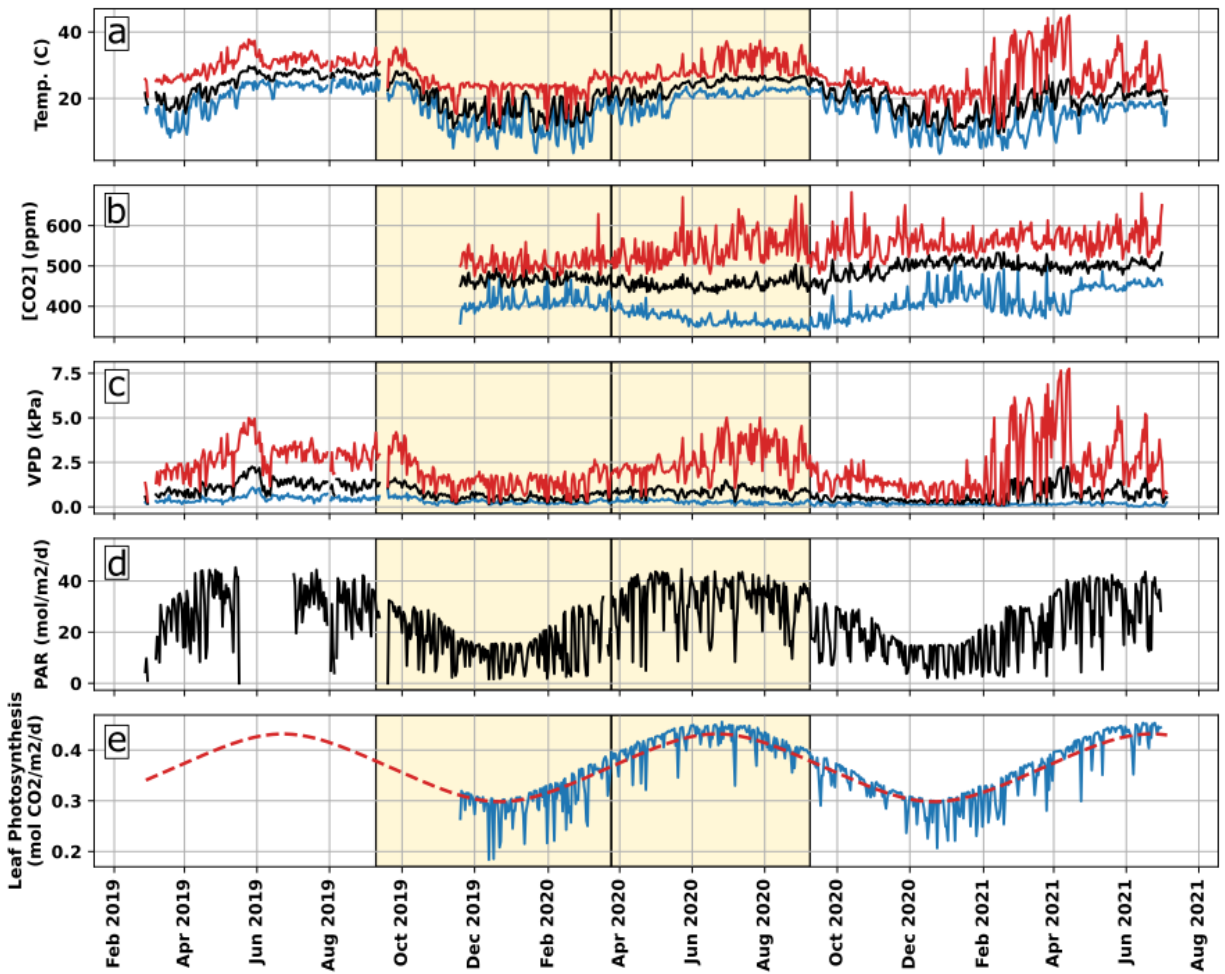 a
Temp. (C)
40
20
b
[CO2] (ppm)
600
500
400
c
VPD (kPa)
7.5
5.0
2.5
0.0
d
PAR (mol/m2/d)
40
20
0
e
Leaf Photosynthesis
(mol CO2/m2/d)
0.4
0.3
0.2
Feb 2019
Apr 2019
Jun 2019
Aug 2019
Oct 2019
Dec 2019
Feb 2020
Apr 2020
Jun 2020
Aug 2020
Oct 2020
Dec 2020
Feb 2021
Apr 2021
Jun 2021
Aug 2021